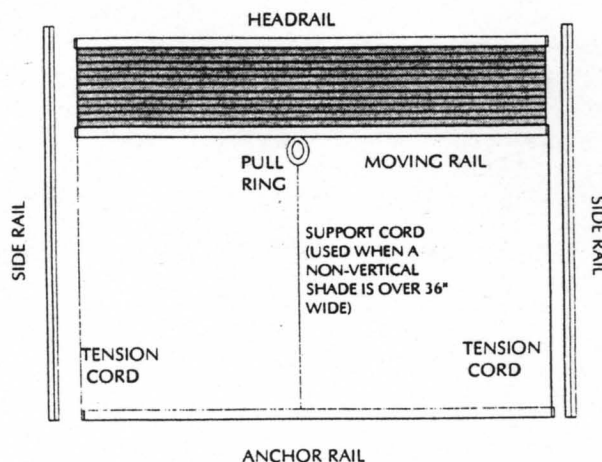 HEADRAIL
SIDE RAIL
PULL
RING
MOVING RAIL
SIDE RAIL
SUPPORT CORD
(USED WHEN A
NON-VERTICAL
SHADE IS OVER 36"
WIDE)
TENSION
CORD
TENSION
CORD
ANCHOR RAIL